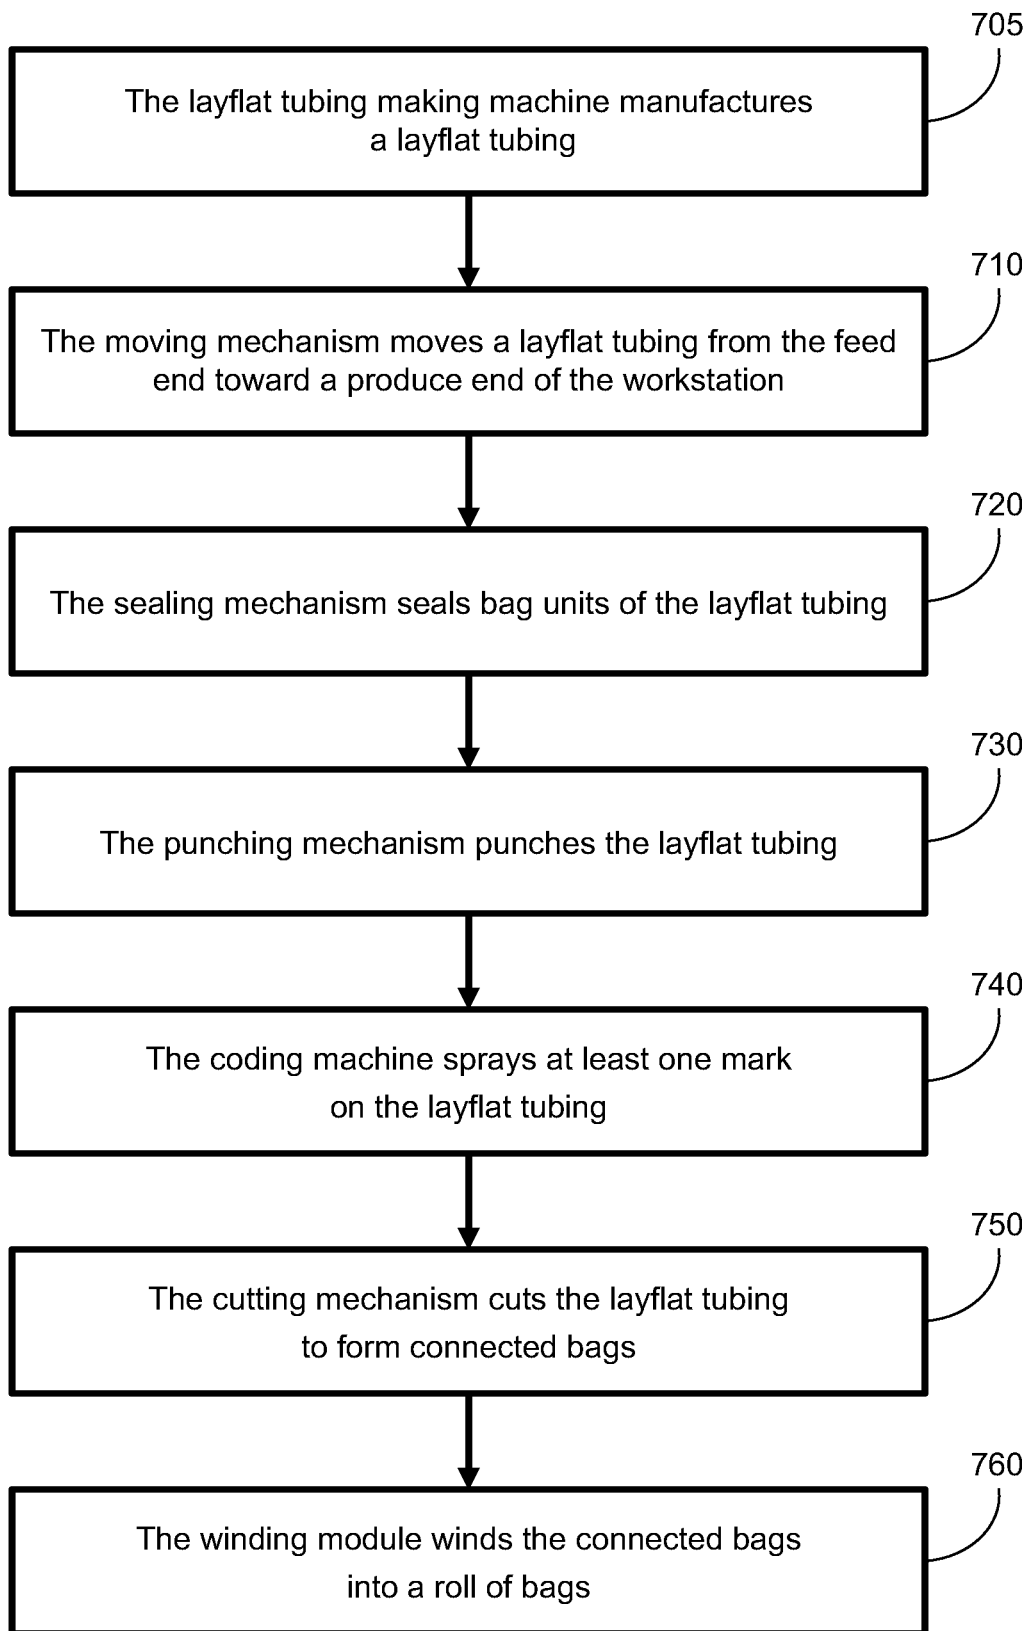 705
The layflat tubing making machine manufactures
a layflat tubing
710
The moving mechanism moves a layflat tubing from the feed
end toward a produce end of the workstation
720
The sealing mechanism seals bag units of the layflat tubing
730
The punching mechanism punches the layflat tubing
740
The coding machine sprays at least one mark
on the layflat tubing
750
The cutting mechanism cuts the layflat tubing
to form connected bags
760
The winding module winds the connected bags
into a roll of bags